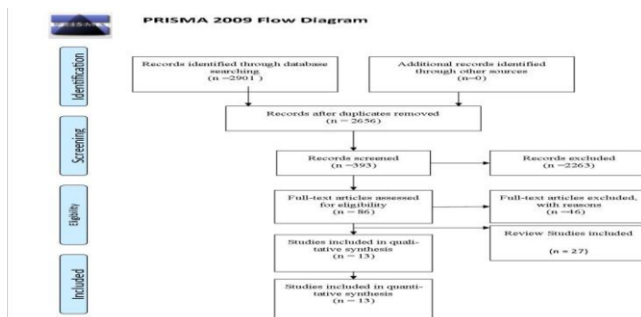 PRISMA 2009 Flow Diagram
Identification
Records identified through database
searching
(n =2901 )
Additional records identified
through other sources
(n=0)
Records after duplicates removed
(n = 2656)
Screening
Records screened
(n =393)
Records excluded
(n =2263)
Eligibility
Full-text articles assessed
for eligibility
(n = 86)
Full-text articles excluded,
with reasons
(n =46)
Review Studies included
(n = 27)
Studies included in quali-
tative synthesis
(n = 13)
Included
Studies included in quanti-
tative synthesis
(n = 13)